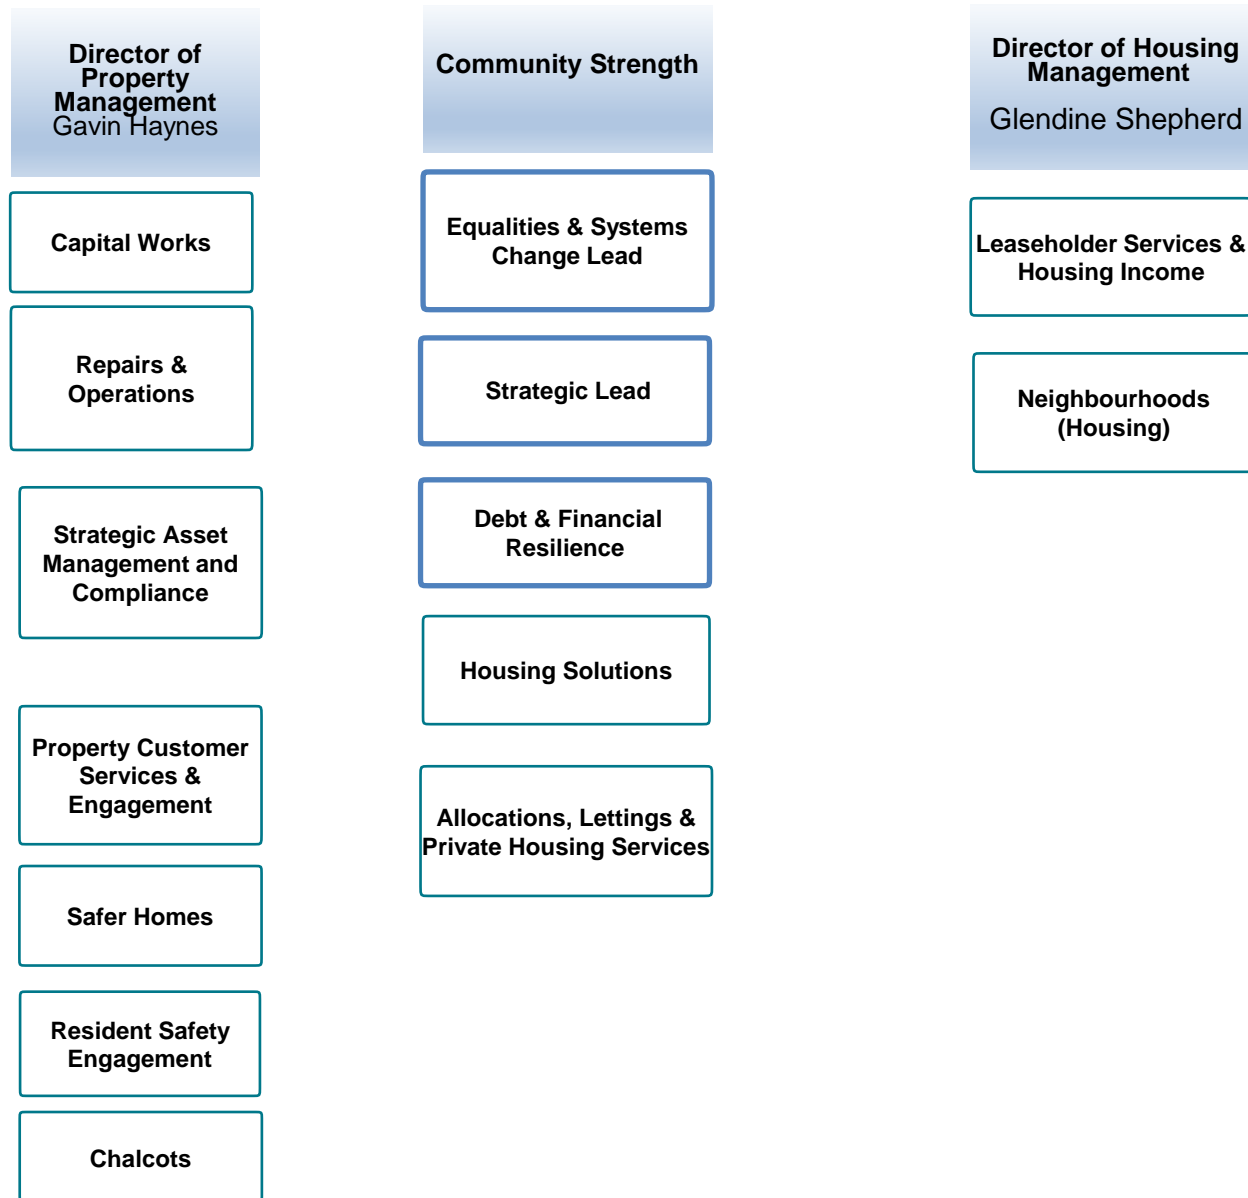 Director of
Property
Management
Gavin Haynes
Capital Works
Repairs &
Operations
Strategic Asset
Management and
Compliance
Property Customer
Services &
Engagement
Safer Homes
Resident Safety
Engagement
Chalcots
Community Strength
Equalities & Systems
Change Lead
Strategic Lead
Debt & Financial
Resilience
Housing Solutions
Allocations, Lettings &
Private Housing Services
Director of Housing
Management
Glendine Shepherd
Leaseholder Services &
Housing Income
Neighbourhoods
(Housing)